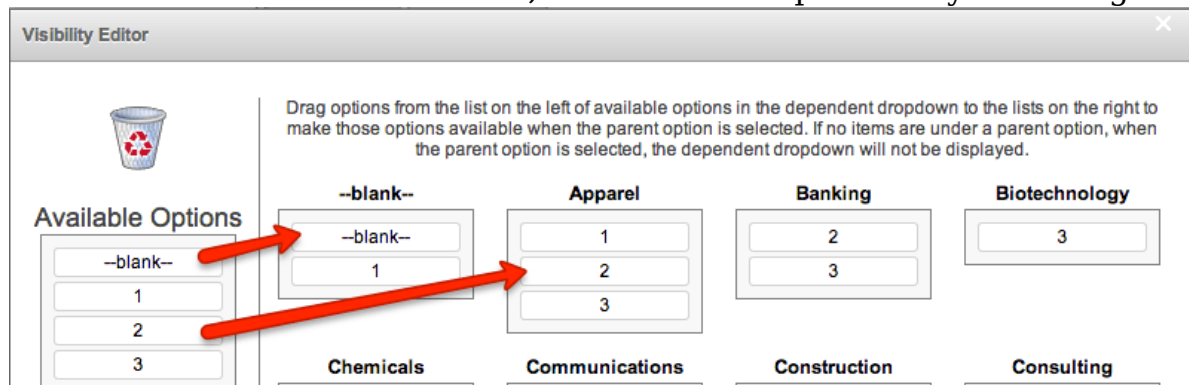 Visibility Editor
Drag options from the list on the left of available options in the dependent dropdown to the lists on the right to
make those options available when the parent option is selected. If no items are under a parent option, when
the parent option is selected, the dependent dropdown will not be displayed.
Available Options
--blank--
1
2
3
--blank--
--blank--
1
Apparel
1
2
3
Banking
2
3
Biotechnology
3
Chemicals
Communications
Construction
Consulting